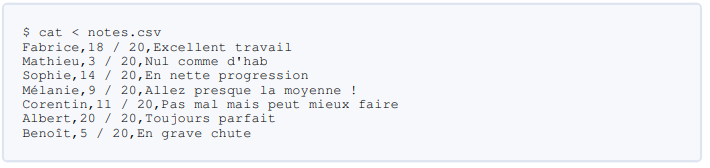 $ cat < notes.csv
Fabrice,18 / 20,Excellent travail
Mathieu,3 / 20,Nul comme d'hab
Sophie,14 / 20,En nette progression
Mélanie,9 / 20,Allez presque la moyenne !
Corentin,11 / 20,Pas mal mais peut mieux faire
Albert,20 / 20,Toujours parfait
Benoît,5 / 20,En grave chute